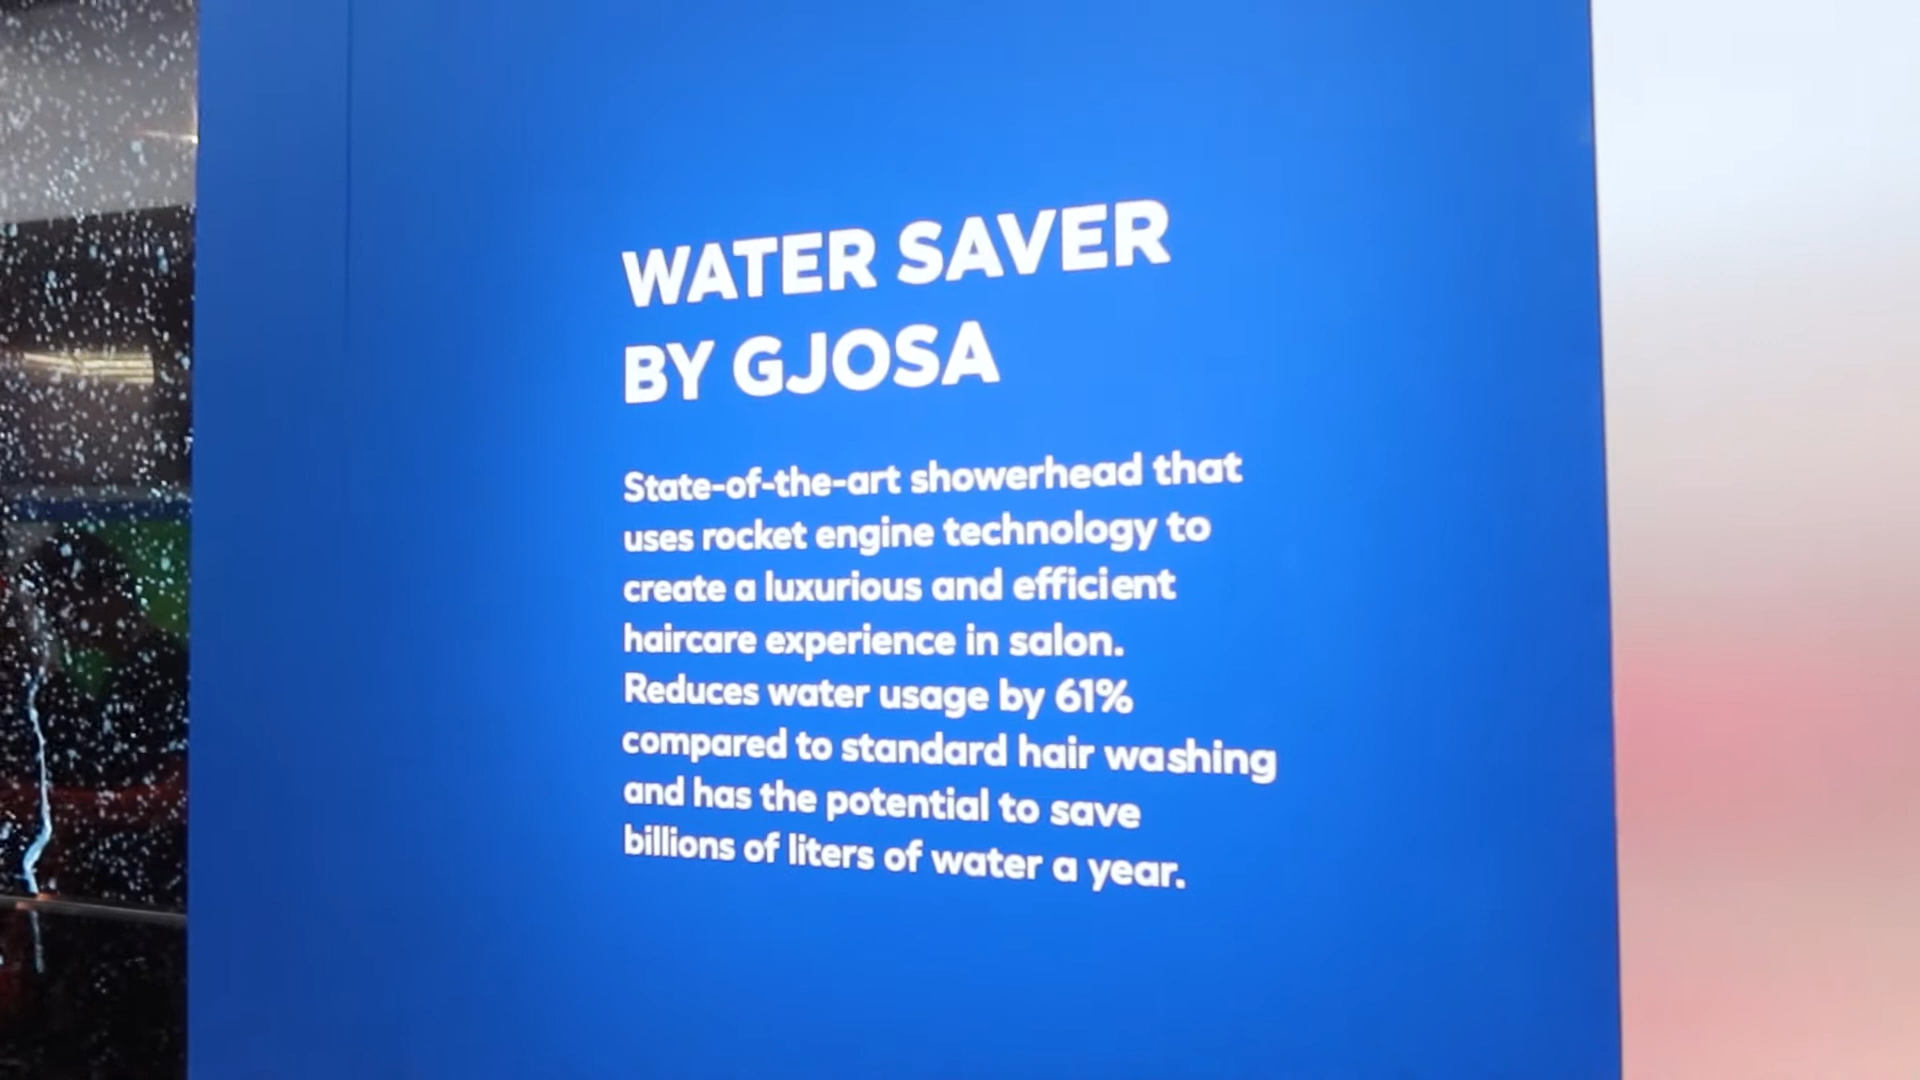 WATER SAVER
BY GJOSA
State-of-the-art showerhead that
uses rocket engine technology to
create a luxurious and efficient
haircare experience in salon.
Reduces water usage by 61%
compared to standard hair washing
and has the potential to save
billions of liters of water a year.